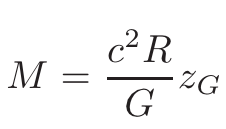 M = \frac{c^2 R}{G} z_G